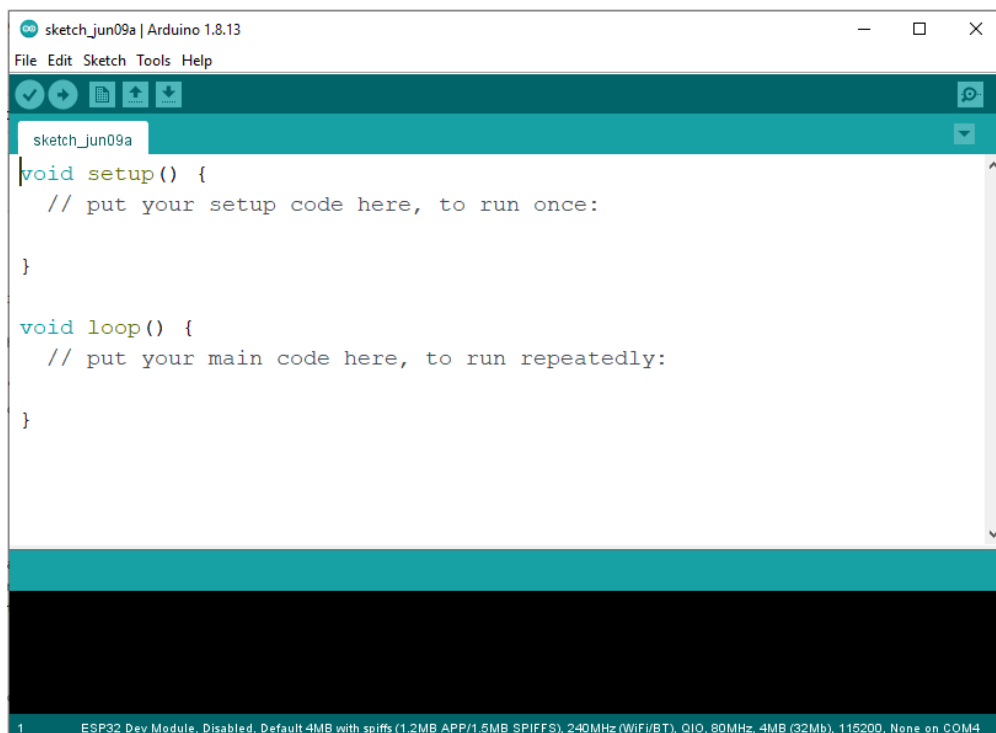 sketch_jun09a | Arduino 1.8.13
File Edit Sketch Tools Help
sketch_jun09a
void setup() {
  // put your setup code here, to run once:
}
void loop() {
  // put your main code here, to run repeatedly:
}
1 ESP32 Dev Module, Disabled, Default 4MB with spiffs (1.2MB APP/1.5MB SPIFFS), 240MHz (WiFi/BT), QIO, 80MHz, 4MB (32Mb), 115200, None on COM4